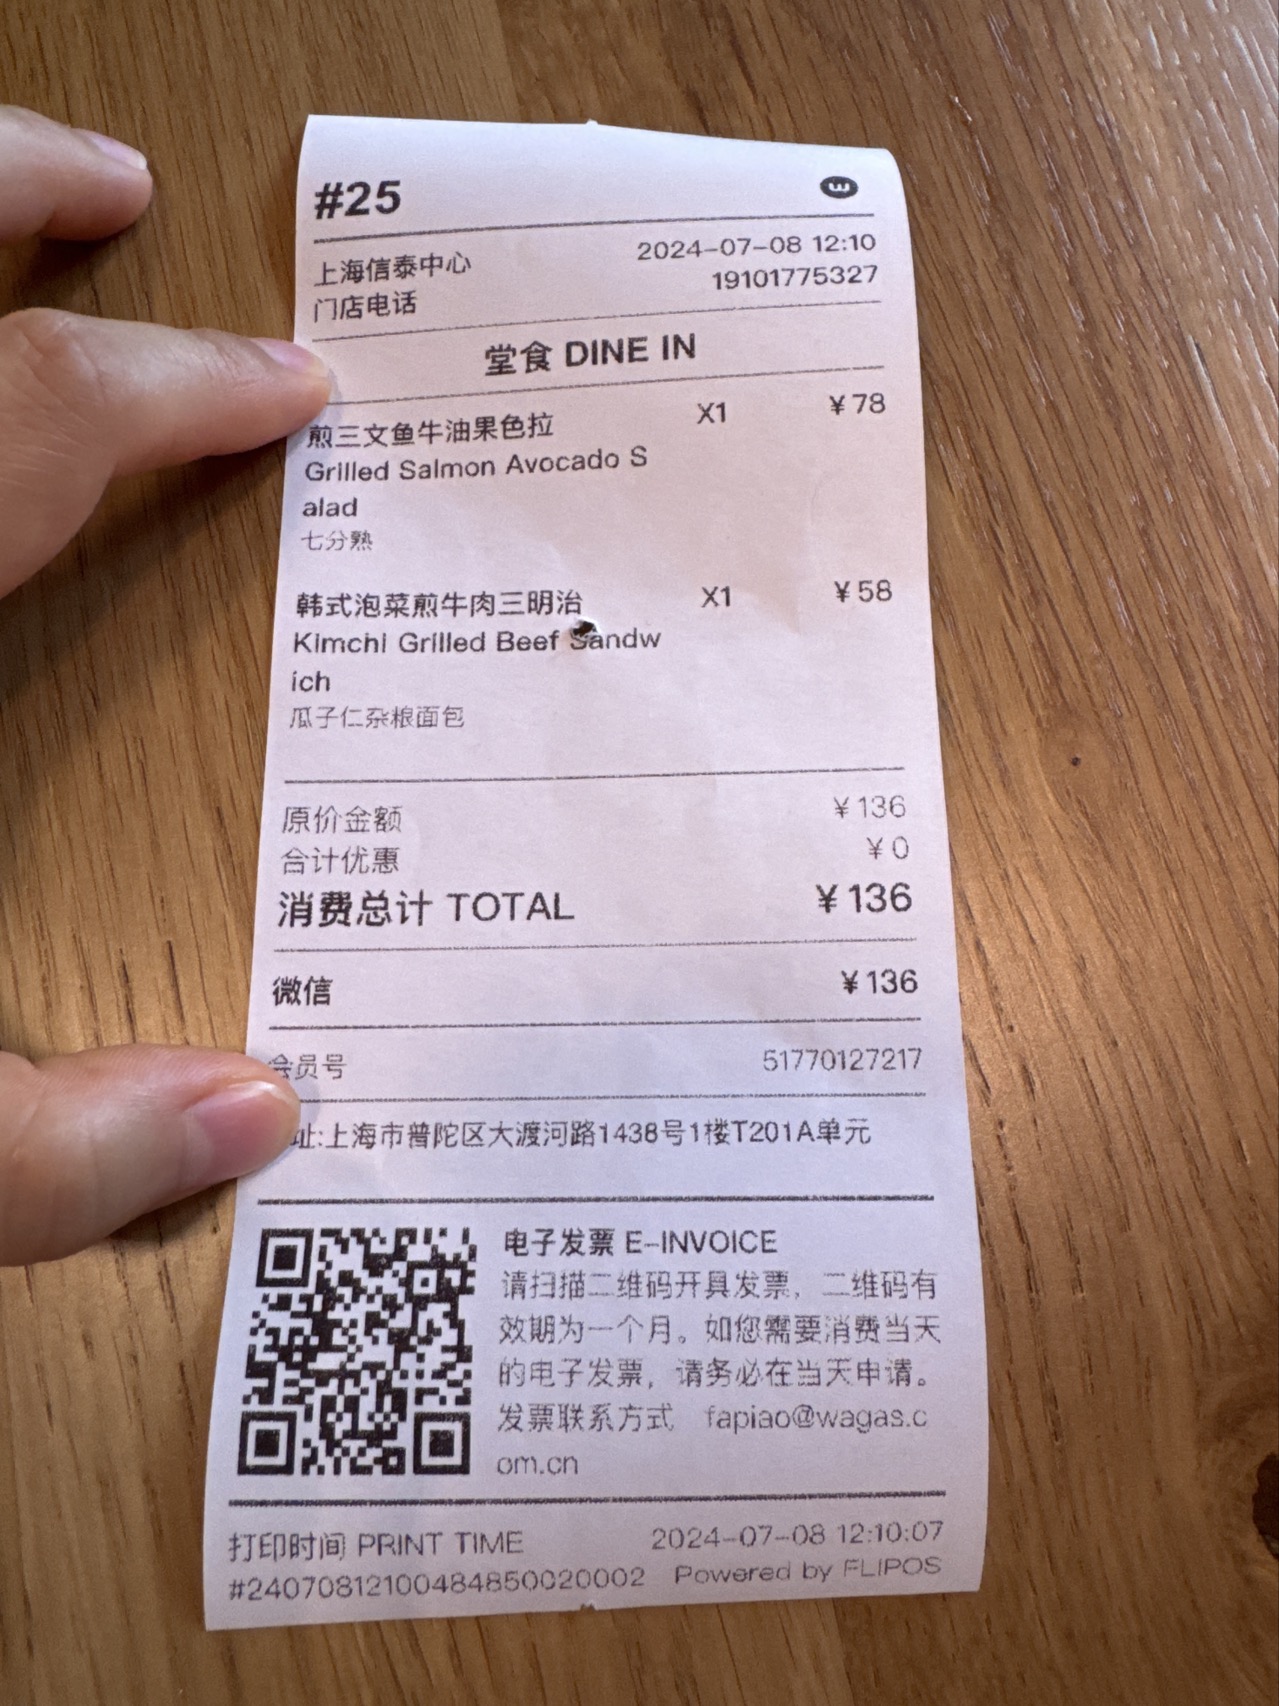 #25
上海信泰中心 2024-07-08 12:10
门店电话 19101775327
堂食 DINE IN
煎三文鱼牛油果色拉 X1 ¥78
Grilled Salmon Avocado S
alad
七分熟
韩式泡菜煎牛肉三明治 X1 ¥58
Kimchi Grilled Beef Sandw
ich
瓜子仁杂粮面包
原价金额 ¥136
合计优惠 ¥0
消费总计 TOTAL ¥136
微信 ¥136
会员号 51770127217
址:上海市普陀区大渡河路1438号1楼T201A单元
电子发票 E-INVOICE
请扫描二维码开具发票，二维码有
效期为一个月。如您需要消费当天
的电子发票，请务必在当天申请。
发票联系方式 fapiao@wagas.c
om.cn
打印时间 PRINT TIME 2024-07-08 12:10:07
#24070812100484850020002 Powered by FLIPOS